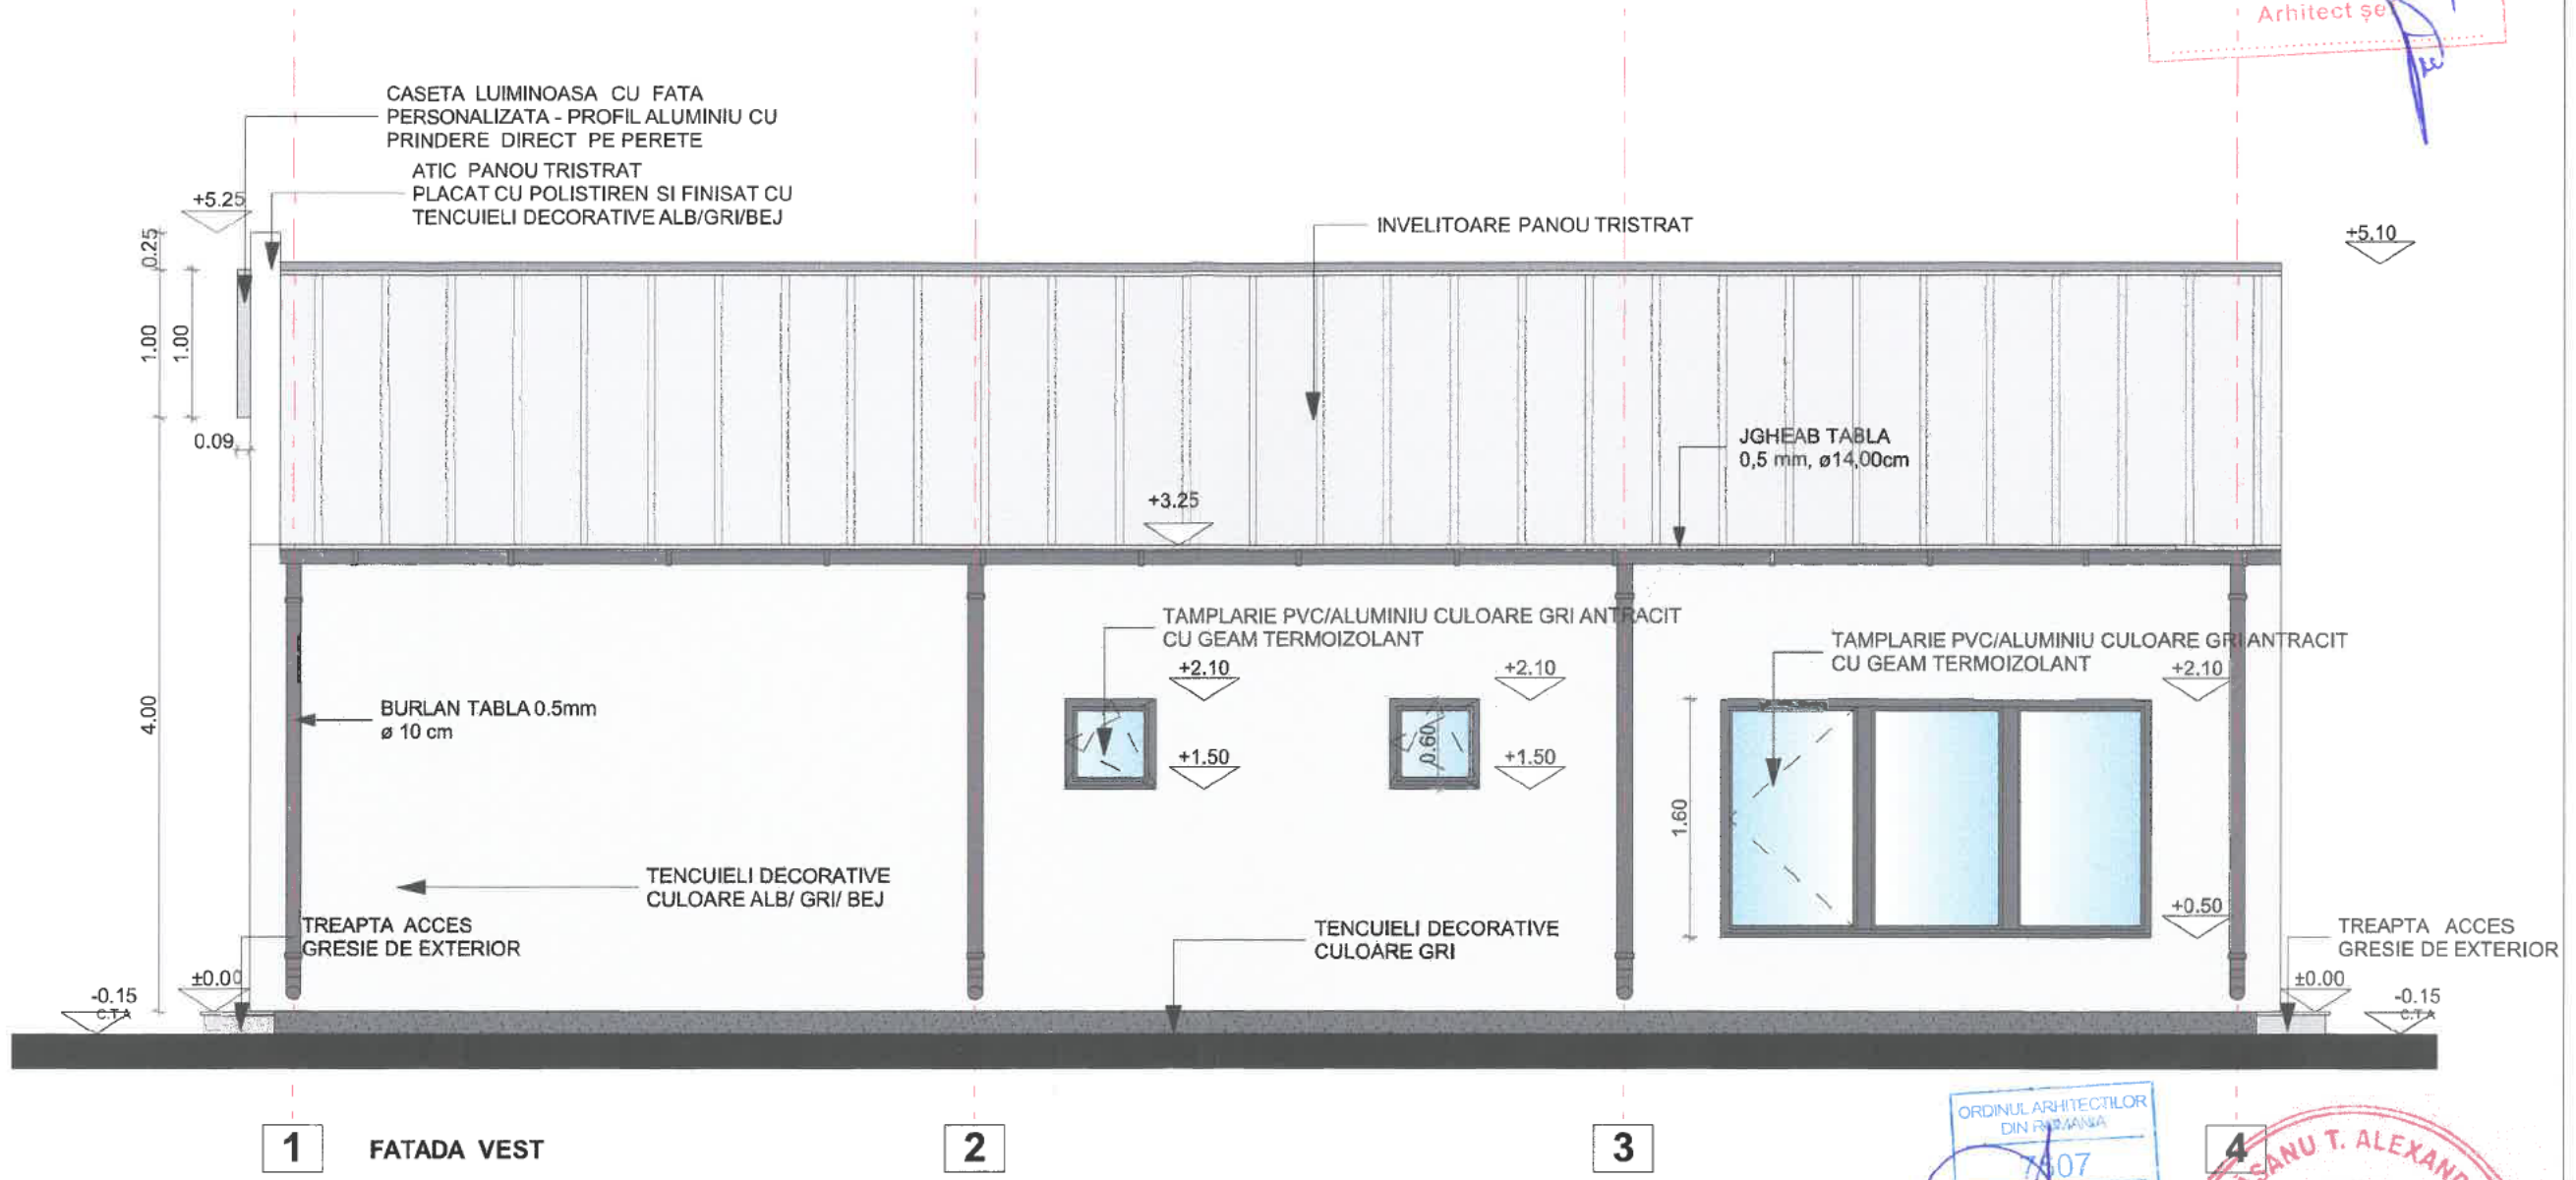 Arhitect șe
CASETA LUIMINOASA CU FATA
PERSONALIZATA - PROFIL ALUMINIU CU
PRINDERE DIRECT PE PERETE
ATIC PANOU TRISTRAT
PLACAT CU POLISTIREN SI FINISAT CU
TENCUIELI DECORATIVE ALB/GRI/BEJ
+5.25
0.25
1.00
1.00
0.09
4.00
INVELITOARE PANOU TRISTRAT
+5.10
JGHEAB TABLA
0,5 mm, ø14,00cm
+3.25
TAMPLARIE PVC/ALUMINIU CULOARE GRI ANTRACIT
CU GEAM TERMOIZOLANT
+2.10
+2.10
TAMPLARIE PVC/ALUMINIU CULOARE GRI ANTRACIT
CU GEAM TERMOIZOLANT
+2.10
BURLAN TABLA 0.5mm
ø 10 cm
0.60
+1.50
+1.50
1.60
TENCUIELI DECORATIVE
CULOARE ALB/ GRI/ BEJ
+0.50
TREAPTA ACCES
GRESIE DE EXTERIOR
TENCUIELI DECORATIVE
CULOARE GRI
TREAPTA ACCES
GRESIE DE EXTERIOR
±0.00
-0.15
C.T.A
±0.00
-0.15
C.T.A
1
FATADA VEST
2
3
4
ORDINUL ARHITECTILOR
DIN ROMANIA
7607
SANU T. ALEXAND